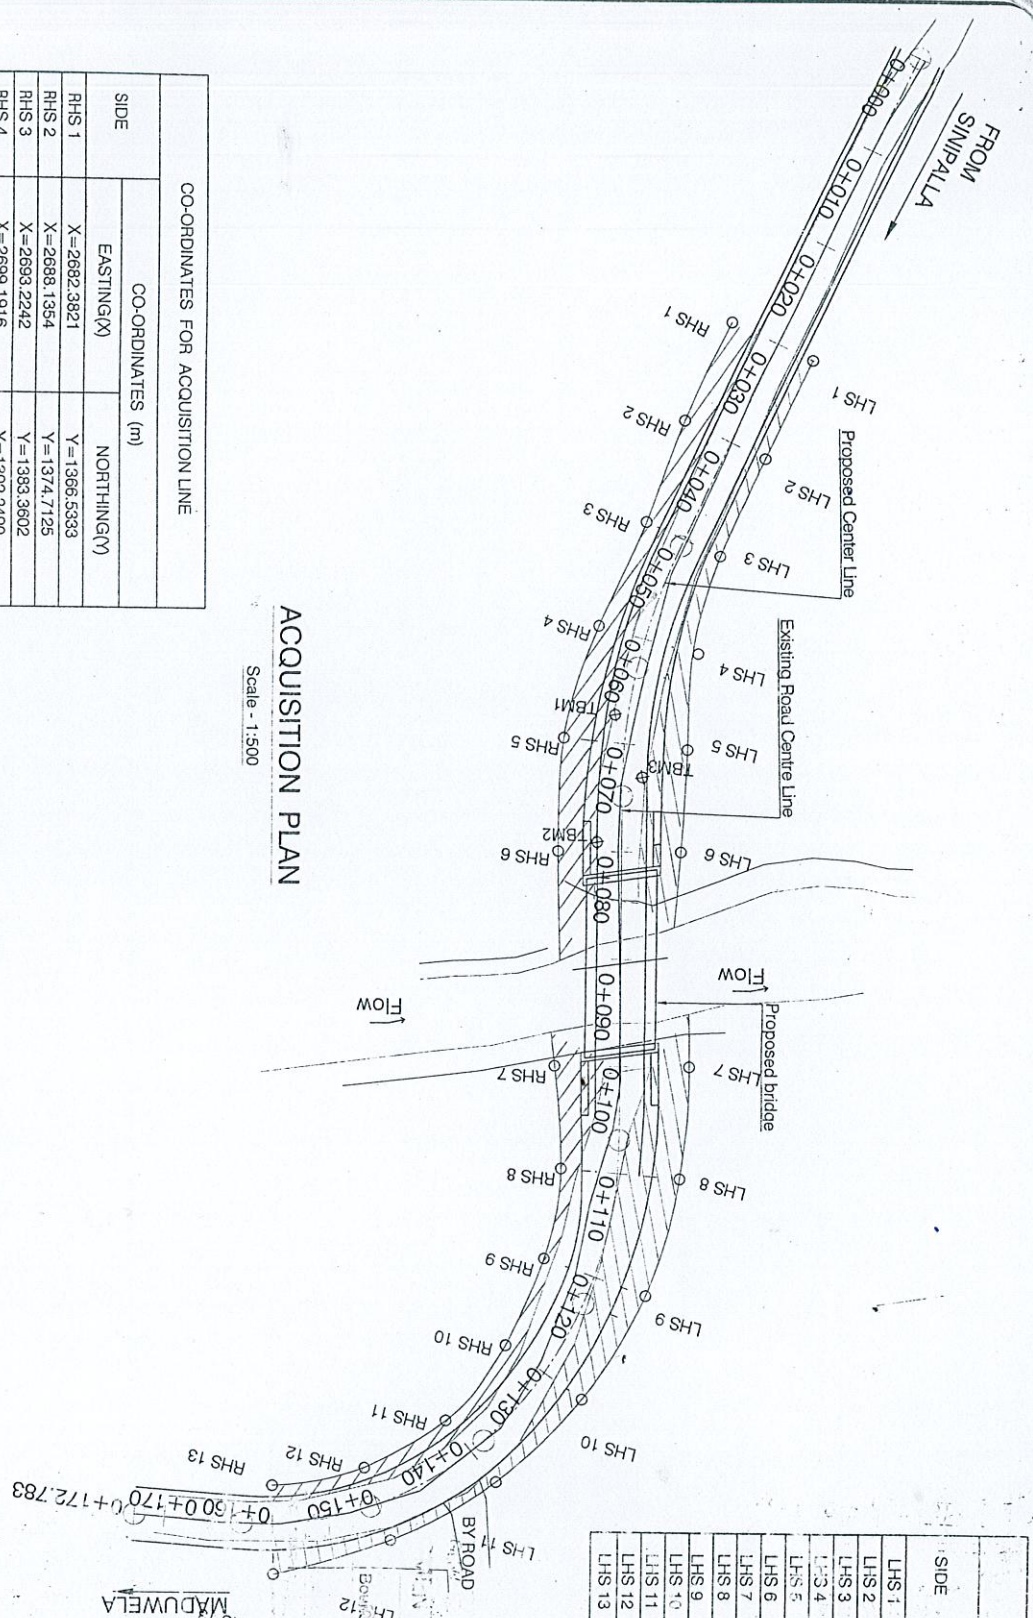 FROM
SINIPALLA
0+000
0+010
0+020
0+030
0+040
0+050
0+060
0+070
0+080
0+090
0+100
0+110
0+120
0+130
0+140
0+150
0+170
0+172.783
LHS 1
LHS 2
LHS 3
LHS 4
LHS 5
LHS 6
LHS 7
LHS 8
LHS 9
LHS 10
LHS 11
RHS 1
RHS 2
RHS 3
RHS 4
RHS 5
RHS 6
RHS 7
RHS 8
RHS 9
RHS 10
RHS 11
RHS 12
RHS 13
TBM1
TBM2
TBM3
Proposed Center Line
Existing Road Centre Line
Proposed bridge
Flow
Flow
BY ROAD
MADUWELA
ACQUISITION PLAN
Scale - 1:500
CO-ORDINATES FOR ACQUISITION LINE
SIDE
CO-ORDINATES (m)
EASTING(X)
NORTHING(Y)
RHS 1 X=2682.3821 Y=1366.5333
RHS 2 X=2688.1354 Y=1374.7125
RHS 3 X=2693.2242 Y=1383.3602
SIDE
LHS 1
LHS 2
LHS 3
LHS 4
LHS 5
LHS 6
LHS 7
LHS 8
LHS 9
LHS 10
LHS 11
LHS 12
LHS 13